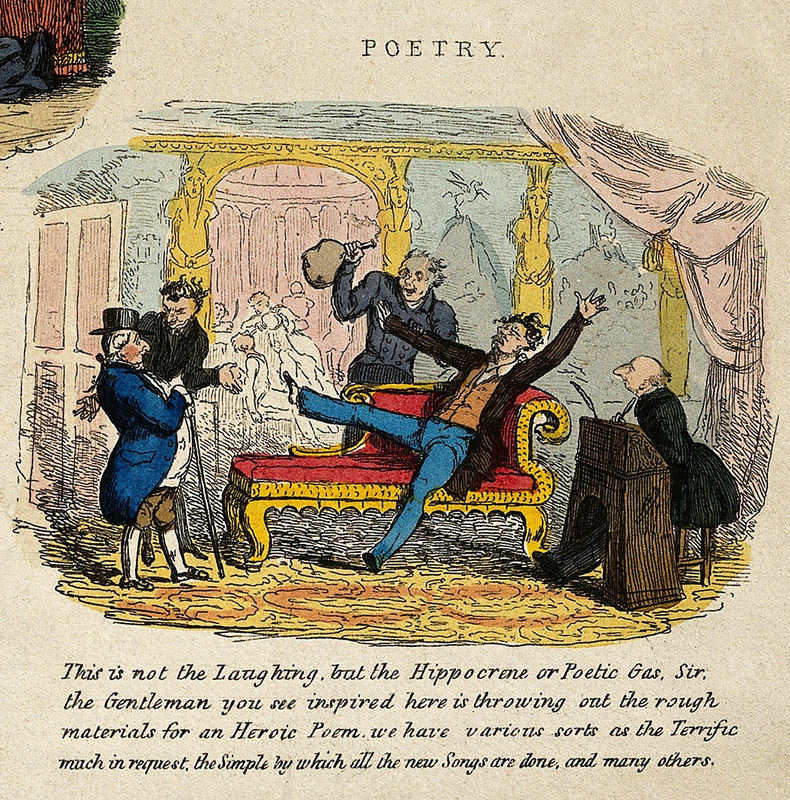 POETRY.
This is not the Laughing, but the Hippocrene or Poetic Gas, Sir,
the Gentleman you see inspired here is throwing out the rough
materials for an Heroic Poem. we have various sorts as the Terrific
much in request, the Simple by which all the new Songs are done, and many others.